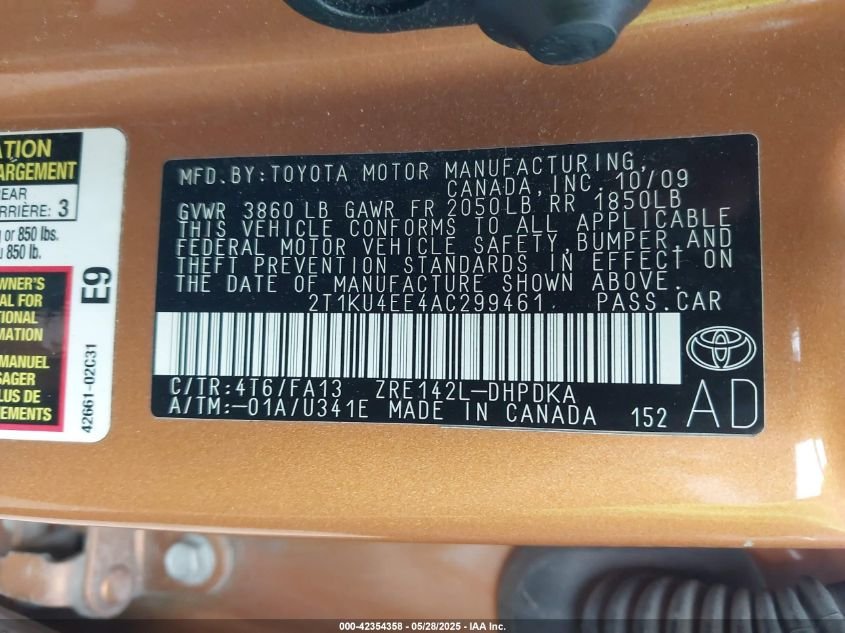 ATION
ARGEMENT
REAR
ARRIÈRE: 3
g or 850 lbs.
850 lb.
WNER'S
AL FOR
TIONAL
MATION
MANUEL
SAGER
LUS DE
EMENTS
E9
42661-02C31
MFD. BY: TOYOTA MOTOR MANUFACTURING,
CANADA, INC. 10/09
GVWR 3860 LB GAWR FR 2050LB RR 1850LB
THIS VEHICLE CONFORMS TO ALL APPLICABLE
FEDERAL MOTOR VEHICLE SAFETY, BUMPER, AND
THEFT PREVENTION STANDARDS IN EFFECT ON
THE DATE OF MANUFACTURE SHOWN ABOVE.
2T1KU4EE4AC299461 PASS.CAR
C/TR:4T6/FA13 ZRE142L-DHPDKA
A/TM:-01A/U341E MADE IN CANADA 152 AD
000-42354358 - 05/28/2025 - IAA Inc.